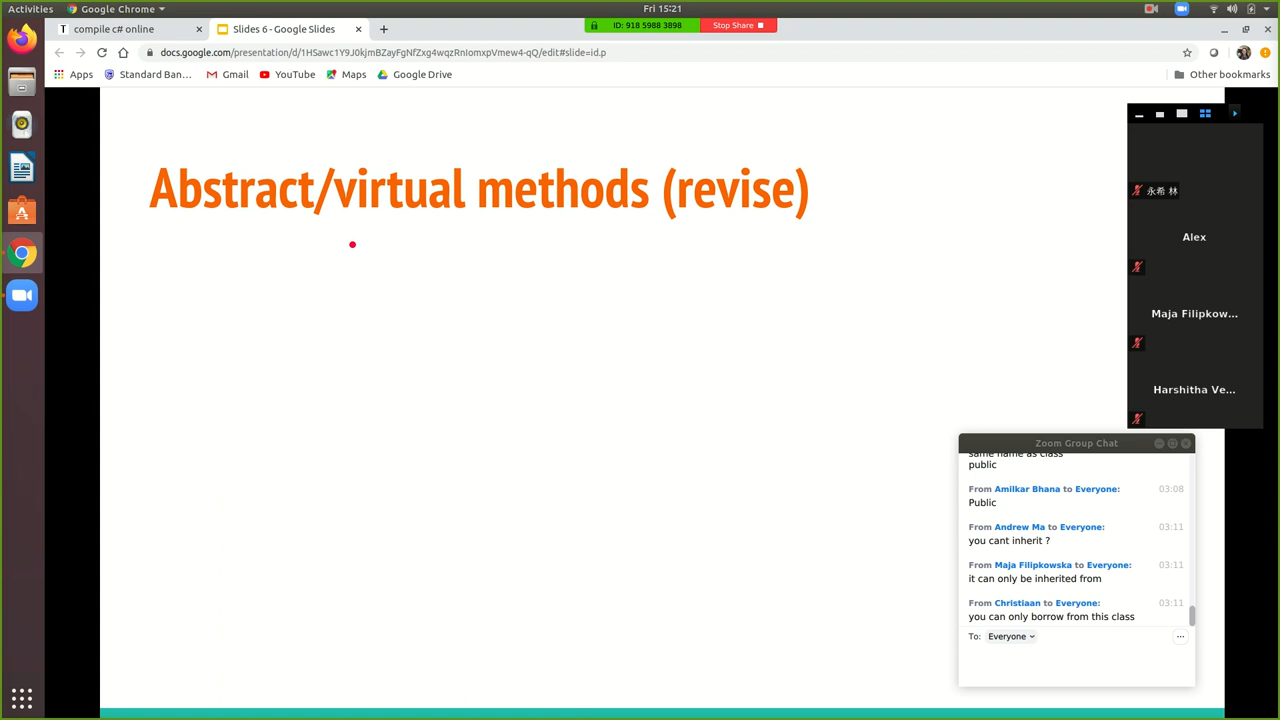 Activities
Google Chrome
Fri 15:21
compile c# online
Slides 6 - Google Slides
ID: 918 5988 3898
Stop Share
docs.google.com/presentation/d/1HSawc1Y9J0kjmBZayFgNfZxg4wqzRnIomxpVmew4-qQ/edit#slide=id.p
Apps
Standard Ban...
Gmail
YouTube
Maps
Google Drive
Other bookmarks
Abstract/virtual methods (revise)
永希 林
Alex
Maja Filipkow...
Harshitha Ve...
Zoom Group Chat
same name as class
public
From Amilkar Bhana to Everyone: 03:08
Public
From Andrew Ma to Everyone: 03:11
you cant inherit ?
From Maja Filipkowska to Everyone: 03:11
it can only be inherited from
From Christiaan to Everyone: 03:11
you can only borrow from this class
To: Everyone